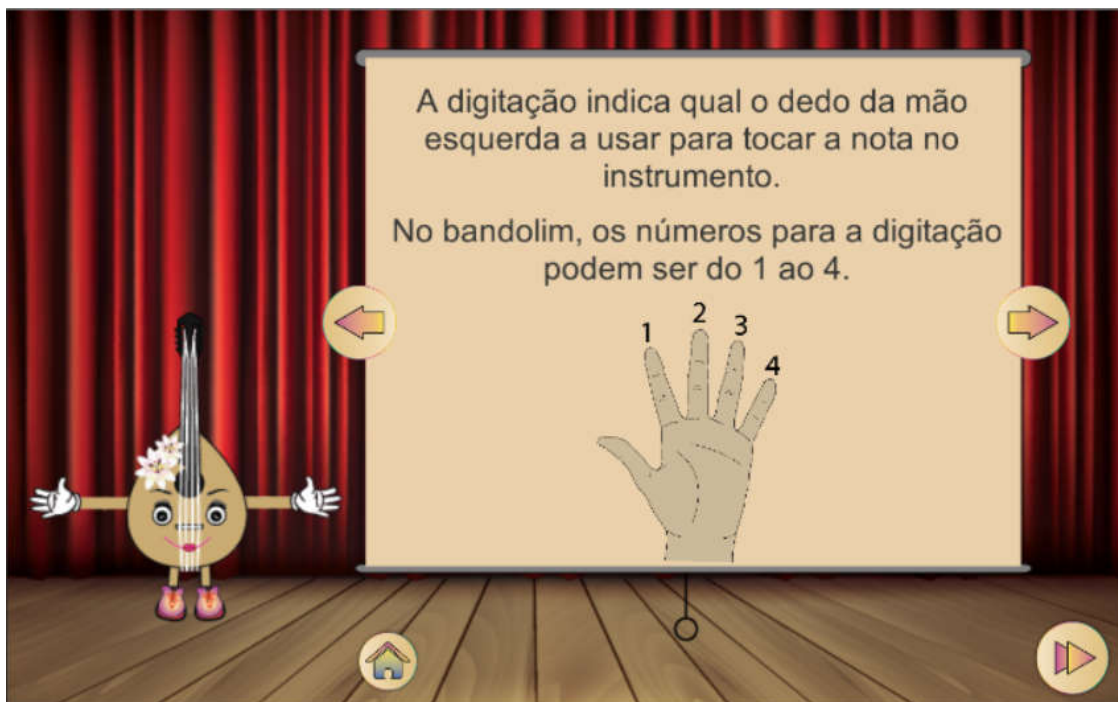 A digitação indica qual o dedo da mão
esquerda a usar para tocar a nota no
instrumento.
No bandolim, os números para a digitação
podem ser do 1 ao 4.
1 2 3 4